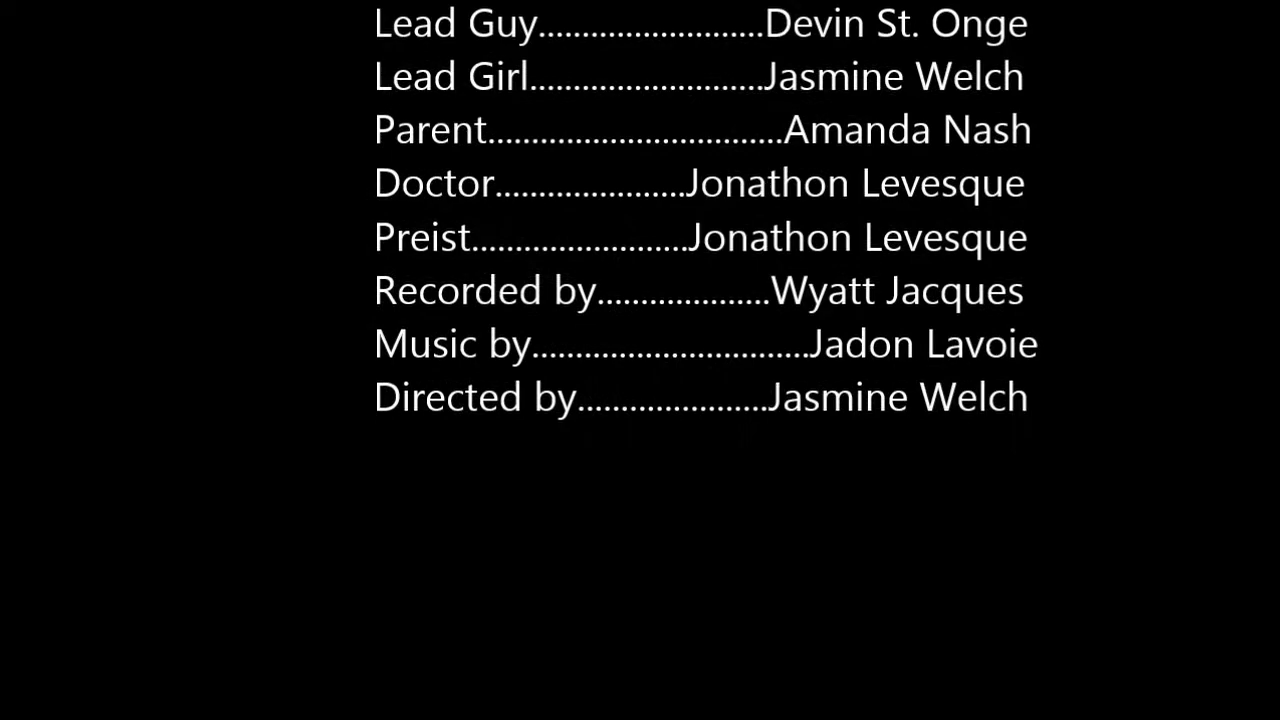 Lead Guy..........................Devin St. Onge
Lead Girl...........................Jasmine Welch
Parent..................................Amanda Nash
Doctor......................Jonathon Levesque
Preist.........................Jonathon Levesque
Recorded by....................Wyatt Jacques
Music by................................Jadon Lavoie
Directed by......................Jasmine Welch